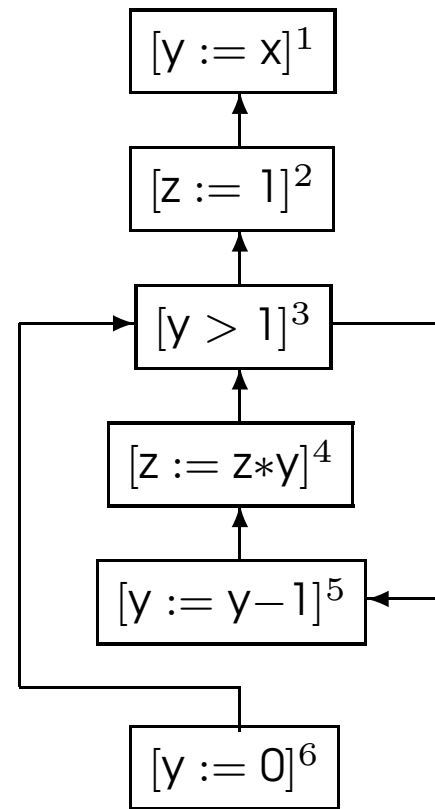 [y := x]¹
[z := 1]²
[y > 1]³
[z := z*y]⁴
[y := y−1]⁵
[y := 0]⁶